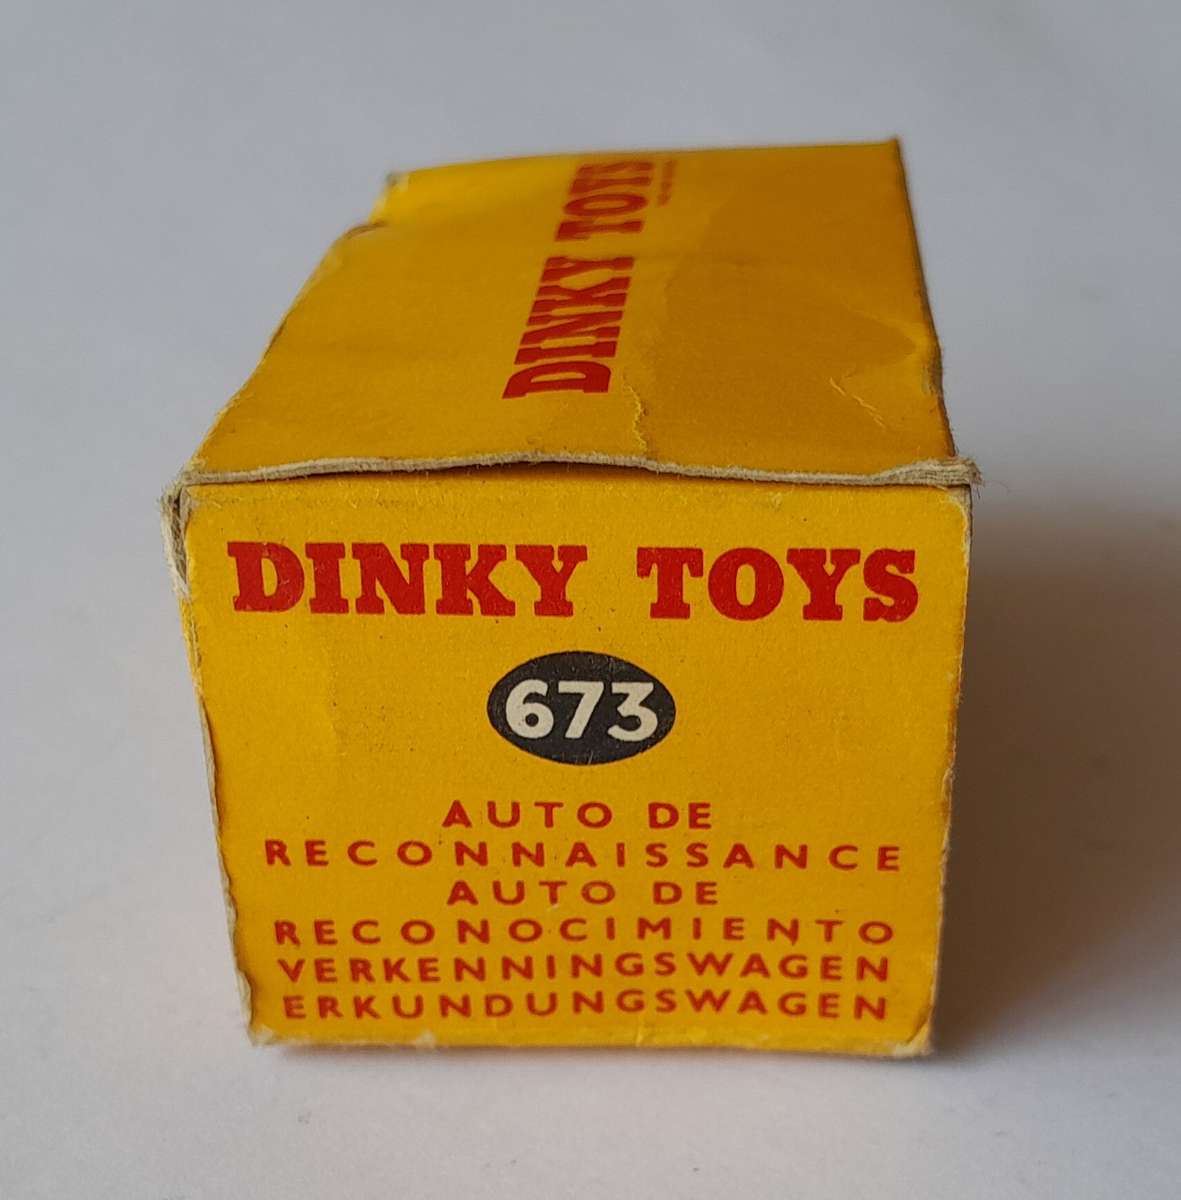 DINKY TOYS
DINKY TOYS
673
AUTO DE
RECONNAISSANCE
AUTO DE
RECONOCIMIENTO
VERKENNINGSWAGEN
ERKUNDUNGSWAGEN